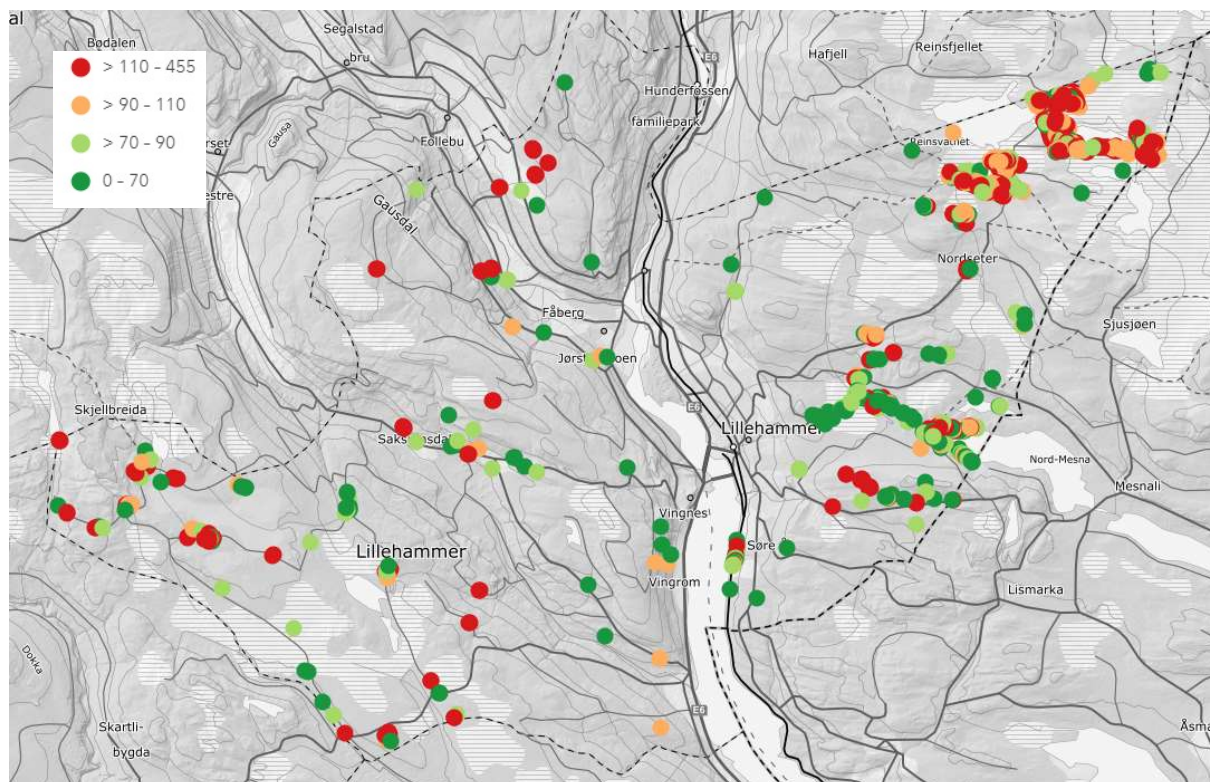 al
Bødalen
Segalstad
bru
> 110 - 455
> 90 - 110
> 70 - 90
0 - 70
Gausa
rset
estre
Follebu
Gausdal
E6
Hunderfossen
familiepark
Hafjell
Reinsfjellet
Reinsvatnet
Nordseter
Sjusjøen
Fåberg
E6
Skjellbreida
Lillehammer
Nord-Mesna
Mesnali
Vingnes
Lillehammer
Søre
Vingrom
Lismarka
Dokka
Skartli-
bygda
E6
Åsma